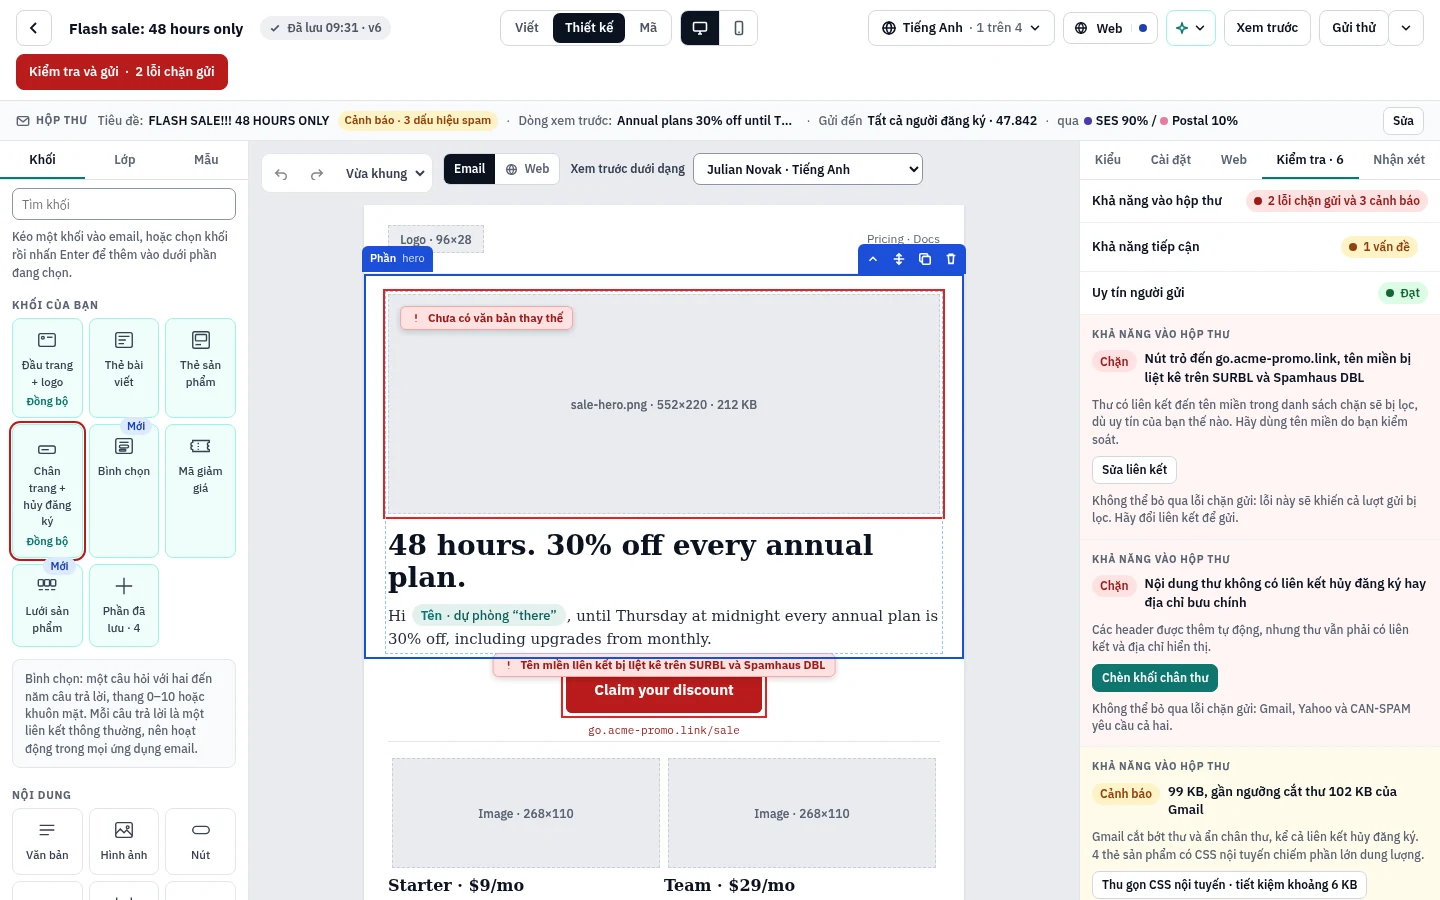 Flash sale: 48 hours only
Đã lưu 09:31 · v6
Viết
Thiết kế
Mã
Tiếng Anh · 1 trên 4
Web
Xem trước
Gửi thử
Kiểm tra và gửi · 2 lỗi chặn gửi
HỘP THƯ
Tiêu đề: FLASH SALE!!! 48 HOURS ONLY
Cảnh báo · 3 dấu hiệu spam
· Dòng xem trước: Annual plans 30% off until T...
· Gửi đến Tất cả người đăng ký · 47.842
· qua SES 90% / Postal 10%
Sửa
Khối
Lớp
Mẫu
Tìm khối
Kéo một khối vào email, hoặc chọn khối
rồi nhấn Enter để thêm vào dưới phần
đang chọn.
KHỐI CỦA BẠN
Đầu trang
+ logo
Đồng bộ
Thẻ bài
viết
Thẻ sản
phẩm
Chân
trang +
hủy đăng
ký
Đồng bộ
Mới
Bình chọn
Mã giảm
giá
Mới
Lưới sản
phẩm
Phần đã
lưu · 4
Bình chọn: một câu hỏi với hai đến
năm câu trả lời, thang 0–10 hoặc
khuôn mặt. Mỗi câu trả lời là một
liên kết thông thường, nên hoạt
động trong mọi ứng dụng email.
NỘI DUNG
Văn bản
Hình ảnh
Nút
Vừa khung
Email
Web
Xem trước dưới dạng
Julian Novak · Tiếng Anh
Logo · 96×28
Pricing · Docs
Phần hero
! Chưa có văn bản thay thế
sale-hero.png · 552×220 · 212 KB
48 hours. 30% off every annual
plan.
Hi Tên · dự phòng “there” , until Thursday at midnight every annual plan is
30% off, including upgrades from monthly.
! Tên miền liên kết bị liệt kê trên SURBL và Spamhaus DBL
Claim your discount
go.acme-promo.link/sale
Image · 268×110
Image · 268×110
Starter · $9/mo
Team · $29/mo
Kiểu
Cài đặt
Web
Kiểm tra · 6
Nhận xét
Khả năng vào hộp thư
2 lỗi chặn gửi và 3 cảnh báo
Khả năng tiếp cận
1 vấn đề
Uy tín người gửi
Đạt
KHẢ NĂNG VÀO HỘP THƯ
Chặn
Nút trỏ đến go.acme-promo.link, tên miền bị
liệt kê trên SURBL và Spamhaus DBL
Thư có liên kết đến tên miền trong danh sách chặn sẽ bị lọc,
dù uy tín của bạn thế nào. Hãy dùng tên miền do bạn kiểm
soát.
Sửa liên kết
Không thể bỏ qua lỗi chặn gửi: lỗi này sẽ khiến cả lượt gửi bị
lọc. Hãy đổi liên kết để gửi.
KHẢ NĂNG VÀO HỘP THƯ
Chặn
Nội dung thư không có liên kết hủy đăng ký hay
địa chỉ bưu chính
Các header được thêm tự động, nhưng thư vẫn phải có liên
kết và địa chỉ hiển thị.
Chèn khối chân thư
Không thể bỏ qua lỗi chặn gửi: Gmail, Yahoo và CAN-SPAM
yêu cầu cả hai.
KHẢ NĂNG VÀO HỘP THƯ
Cảnh báo
99 KB, gần ngưỡng cắt thư 102 KB của
Gmail
Gmail cắt bớt thư và ẩn chân thư, kể cả liên kết hủy đăng ký.
4 thẻ sản phẩm có CSS nội tuyến chiếm phần lớn dung lượng.
Thu gọn CSS nội tuyến · tiết kiệm khoảng 6 KB